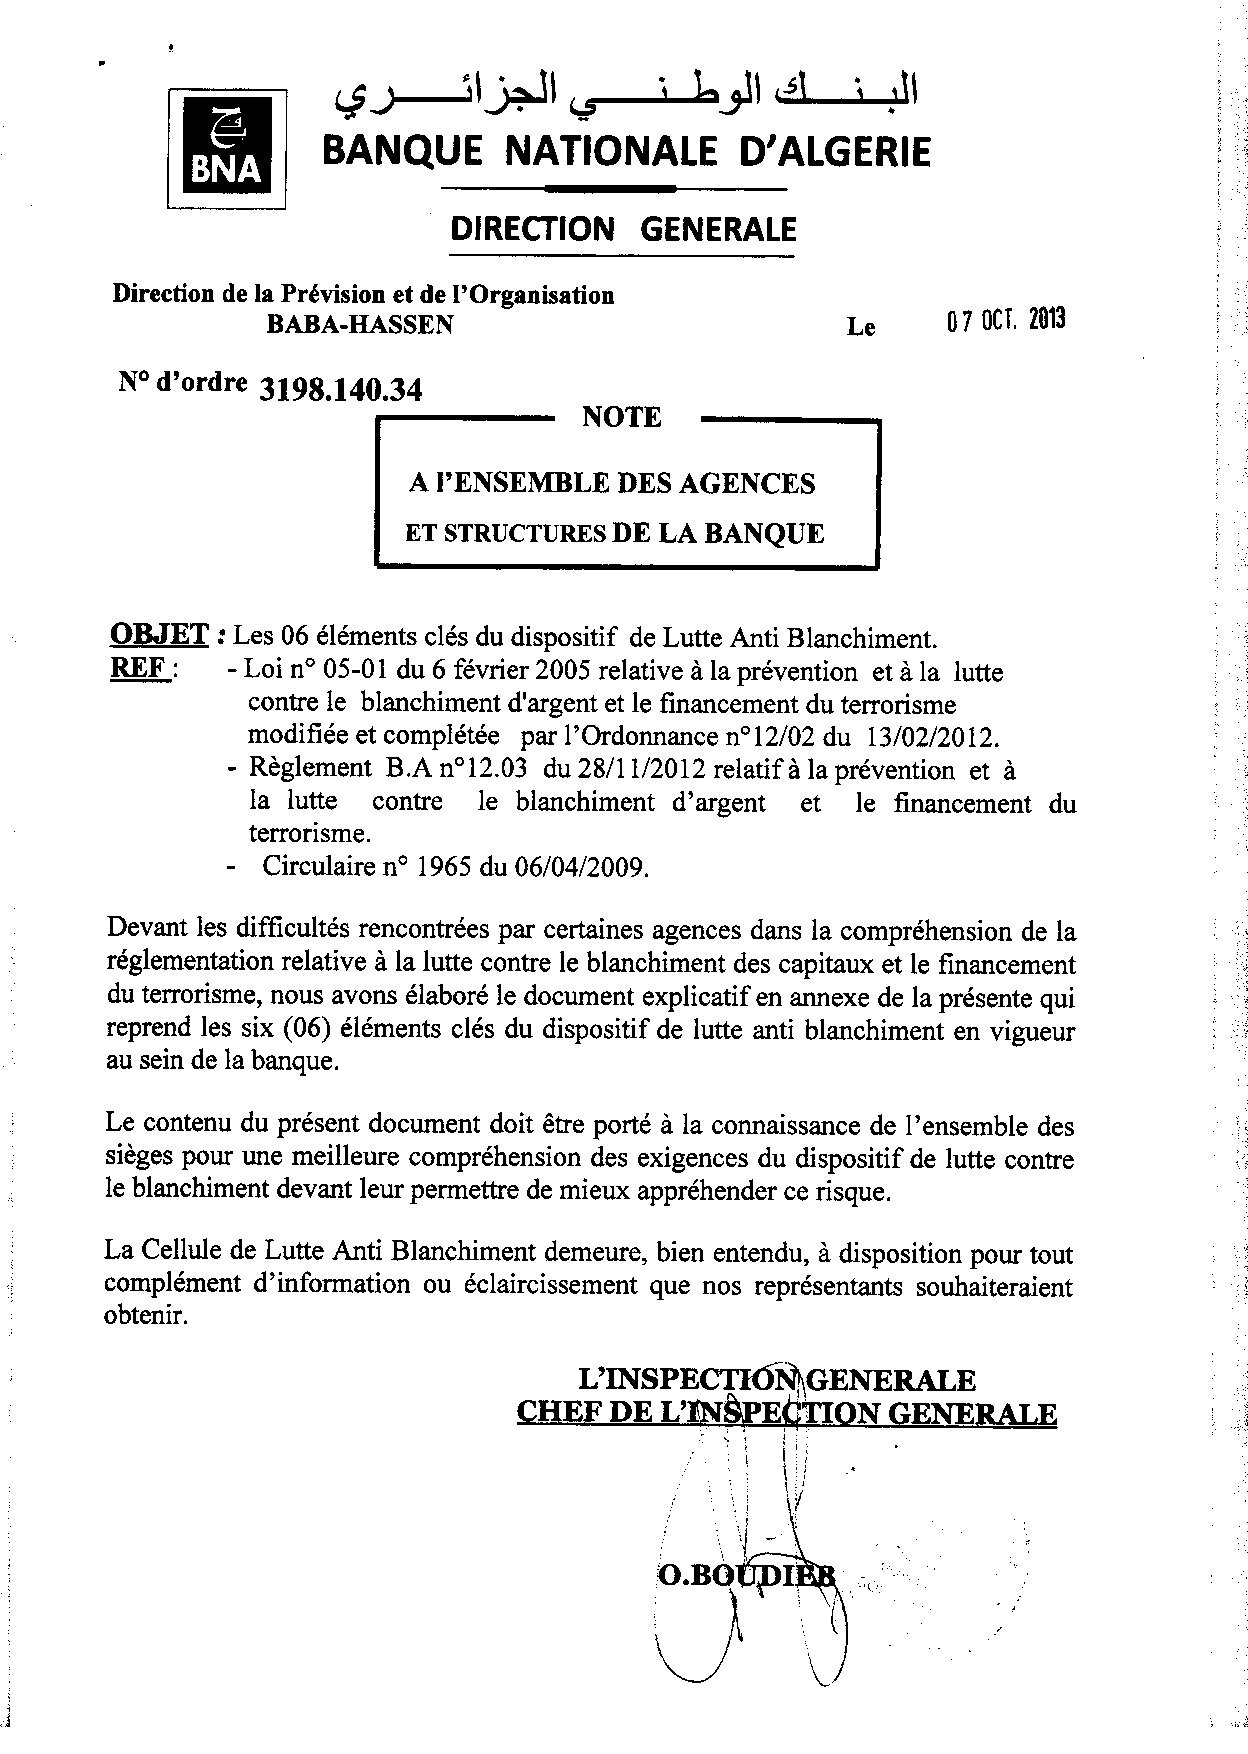 البنك الوطني الجزائري
BNA
BANQUE NATIONALE D'ALGERIE
DIRECTION GENERALE
Direction de la Prévision et de l'Organisation
BABA-HASSEN
Le 07 OCT. 2013
N° d'ordre 3198.140.34
NOTE
A l'ENSEMBLE DES AGENCES
ET STRUCTURES DE LA BANQUE
OBJET : Les 06 éléments clés du dispositif de Lutte Anti Blanchiment.
REF : - Loi n° 05-01 du 6 février 2005 relative à la prévention et à la lutte
contre le blanchiment d'argent et le financement du terrorisme
modifiée et complétée par l'Ordonnance n°12/02 du 13/02/2012.
- Règlement B.A n°12.03 du 28/11/2012 relatif à la prévention et à
la lutte contre le blanchiment d'argent et le financement du
terrorisme.
- Circulaire n° 1965 du 06/04/2009.
Devant les difficultés rencontrées par certaines agences dans la compréhension de la
réglementation relative à la lutte contre le blanchiment des capitaux et le financement
du terrorisme, nous avons élaboré le document explicatif en annexe de la présente qui
reprend les six (06) éléments clés du dispositif de lutte anti blanchiment en vigueur
au sein de la banque.
Le contenu du présent document doit être porté à la connaissance de l'ensemble des
sièges pour une meilleure compréhension des exigences du dispositif de lutte contre
le blanchiment devant leur permettre de mieux appréhender ce risque.
La Cellule de Lutte Anti Blanchiment demeure, bien entendu, à disposition pour tout
complément d'information ou éclaircissement que nos représentants souhaiteraient
obtenir.
L'INSPECTION GENERALE
CHEF DE L'INSPECTION GENERALE
O.BOUDIEB